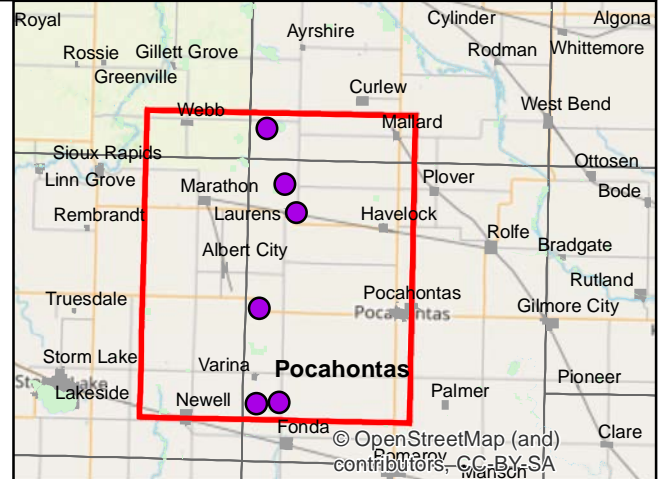 Royal
Cylinder
Algona
Ayrshire
Rossie
Gillett Grove
Rodman
Whittemore
Greenville
Curlew
West Bend
Webb
Mallard
Sioux Rapids
Ottosen
Linn Grove
Marathon
Plover
Bode
Rembrandt
Laurens
Havelock
Rolfe
Albert City
Bradgate
Rutland
Truesdale
Pocahontas
Pocahontas
Gilmore City
Storm Lake
Varina
Pocahontas
Pioneer
Lakeside
Newell
Palmer
Fonda
Clare
© OpenStreetMap (and)
contributors, CC-BY-SA
Pomeroy
Manson